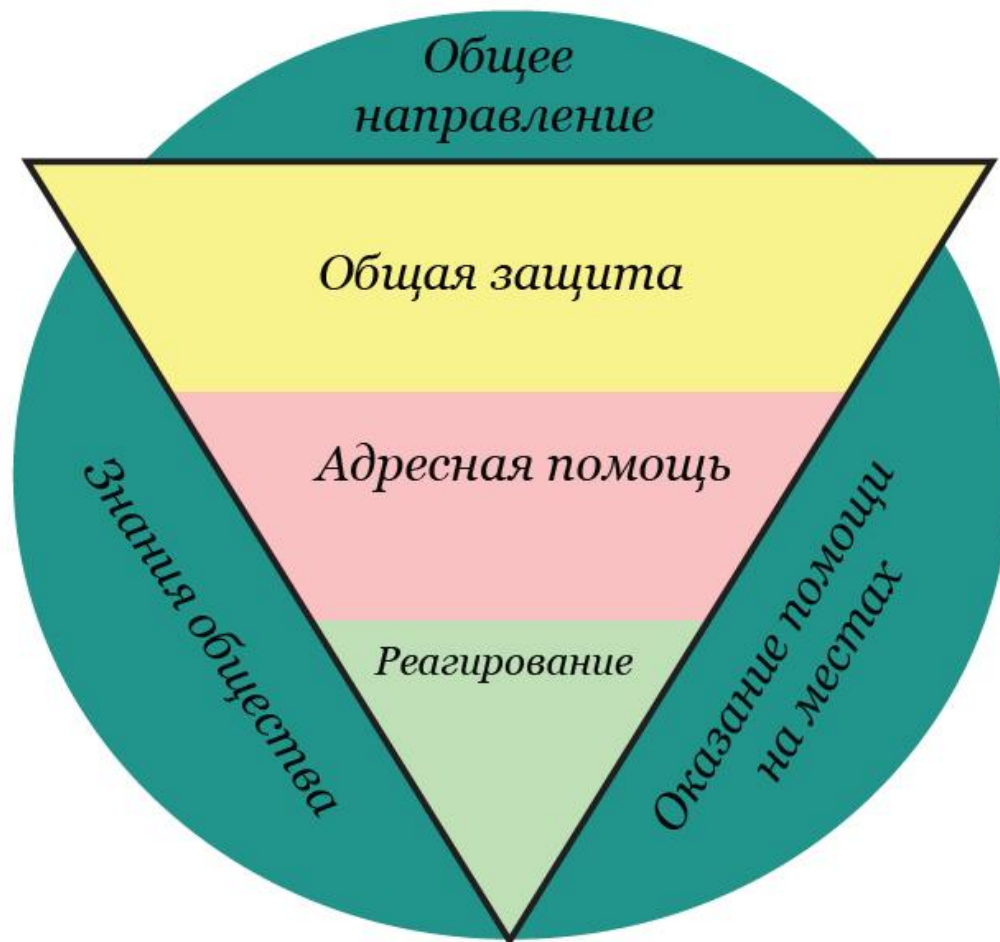 Общее
направление
Общая защита
Адресная помощь
Реагирование
Знания общества
Оказание помощи
на местах